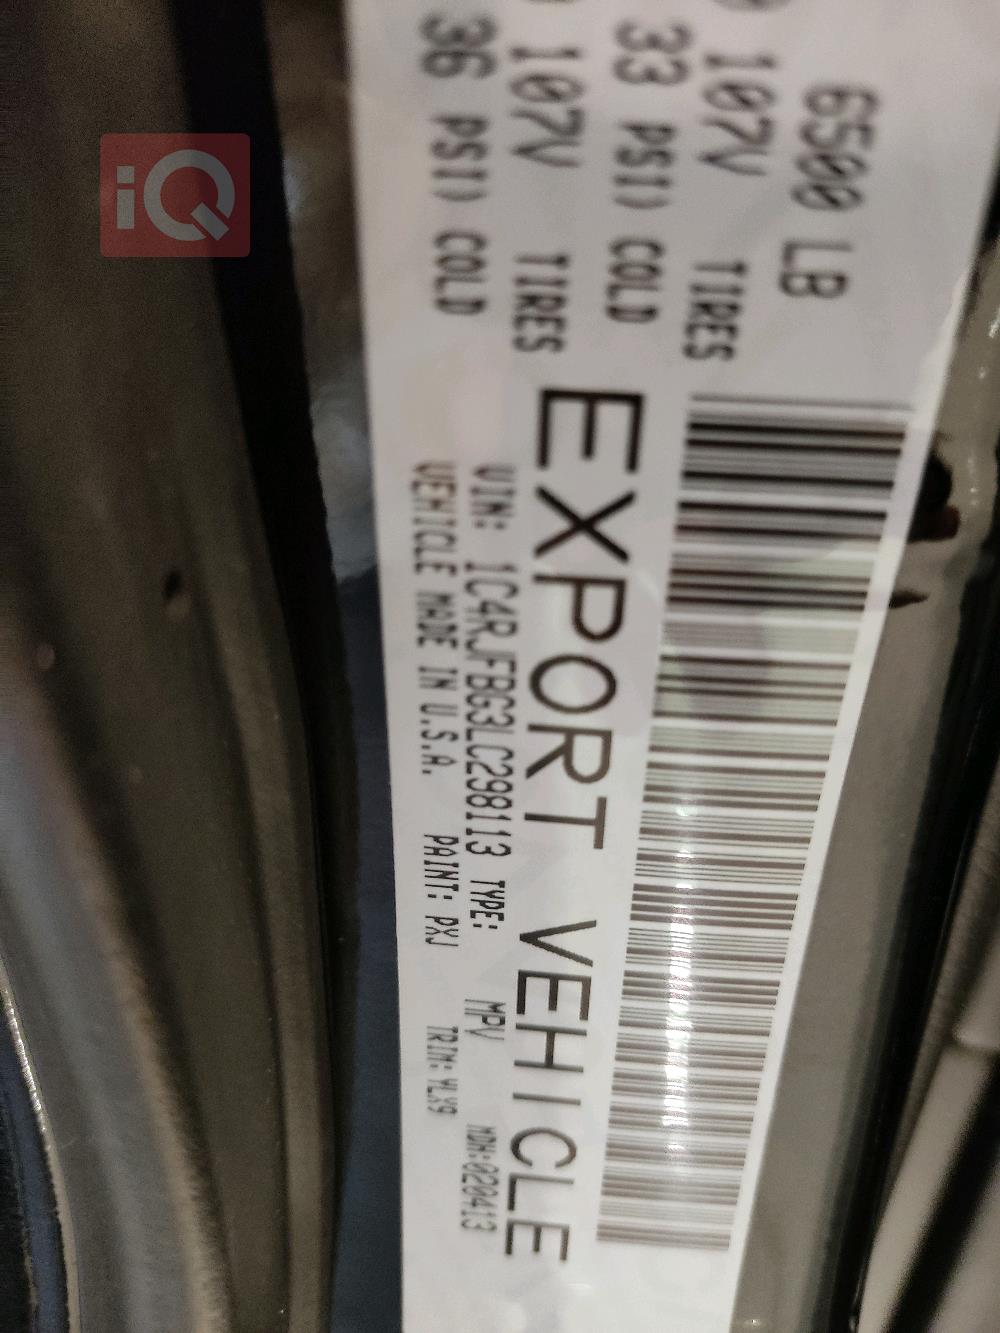 6500 LB
107V TIRES
33 PSI) COLD
107V TIRES
36 PSI) COLD
EXPORT VEHICLE
VIN: 1C4RJFBG3LC298113 TYPE: MPV MDH:020413
VEHICLE MADE IN U.S.A. PAINT: PXJ TRIM:VLX9
iQ